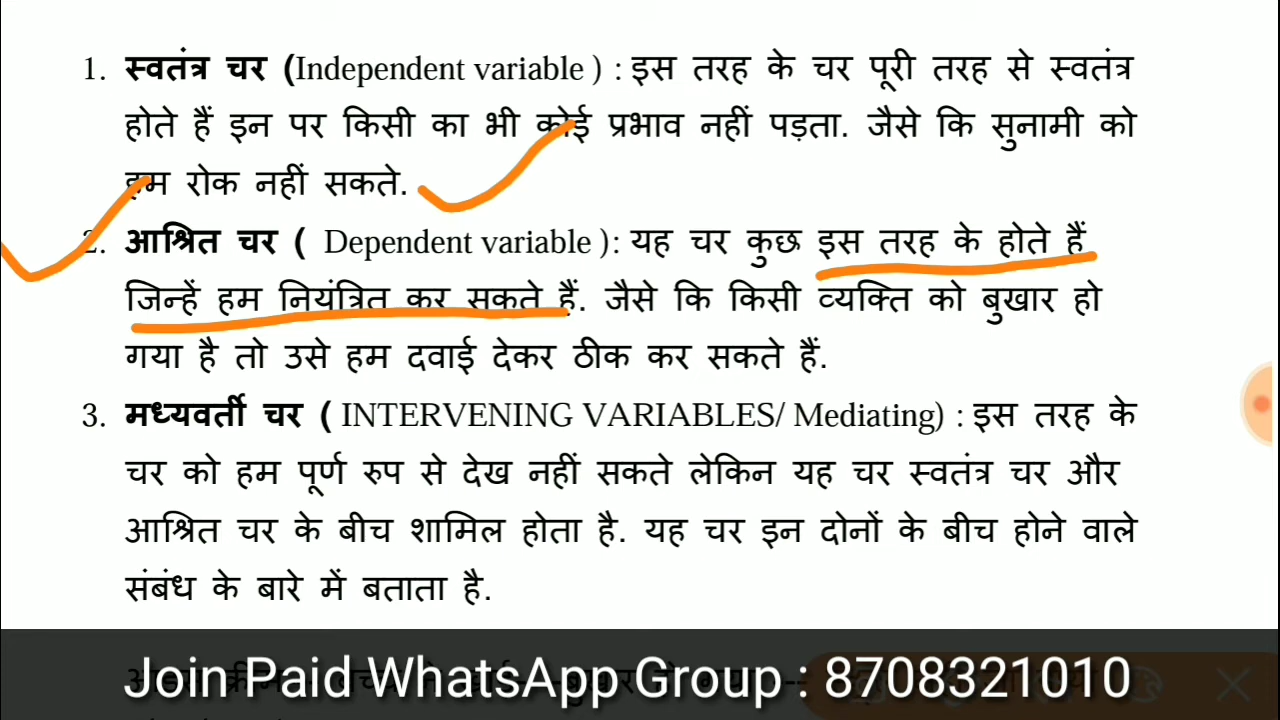 1. स्वतंत्र चर (Independent variable ) : इस तरह के चर पूरी तरह से स्वतंत्र
होते हैं इन पर किसी का भी कोई प्रभाव नहीं पड़ता. जैसे कि सुनामी को
हम रोक नहीं सकते.
2. आश्रित चर ( Dependent variable ): यह चर कुछ इस तरह के होते हैं
जिन्हें हम नियंत्रित कर सकते हैं. जैसे कि किसी व्यक्ति को बुखार हो
गया है तो उसे हम दवाई देकर ठीक कर सकते हैं.
3. मध्यवर्ती चर ( INTERVENING VARIABLES/ Mediating) : इस तरह के
चर को हम पूर्ण रुप से देख नहीं सकते लेकिन यह चर स्वतंत्र चर और
आश्रित चर के बीच शामिल होता है. यह चर इन दोनों के बीच होने वाले
संबंध के बारे में बताता है.
Join Paid WhatsApp Group : 8708321010